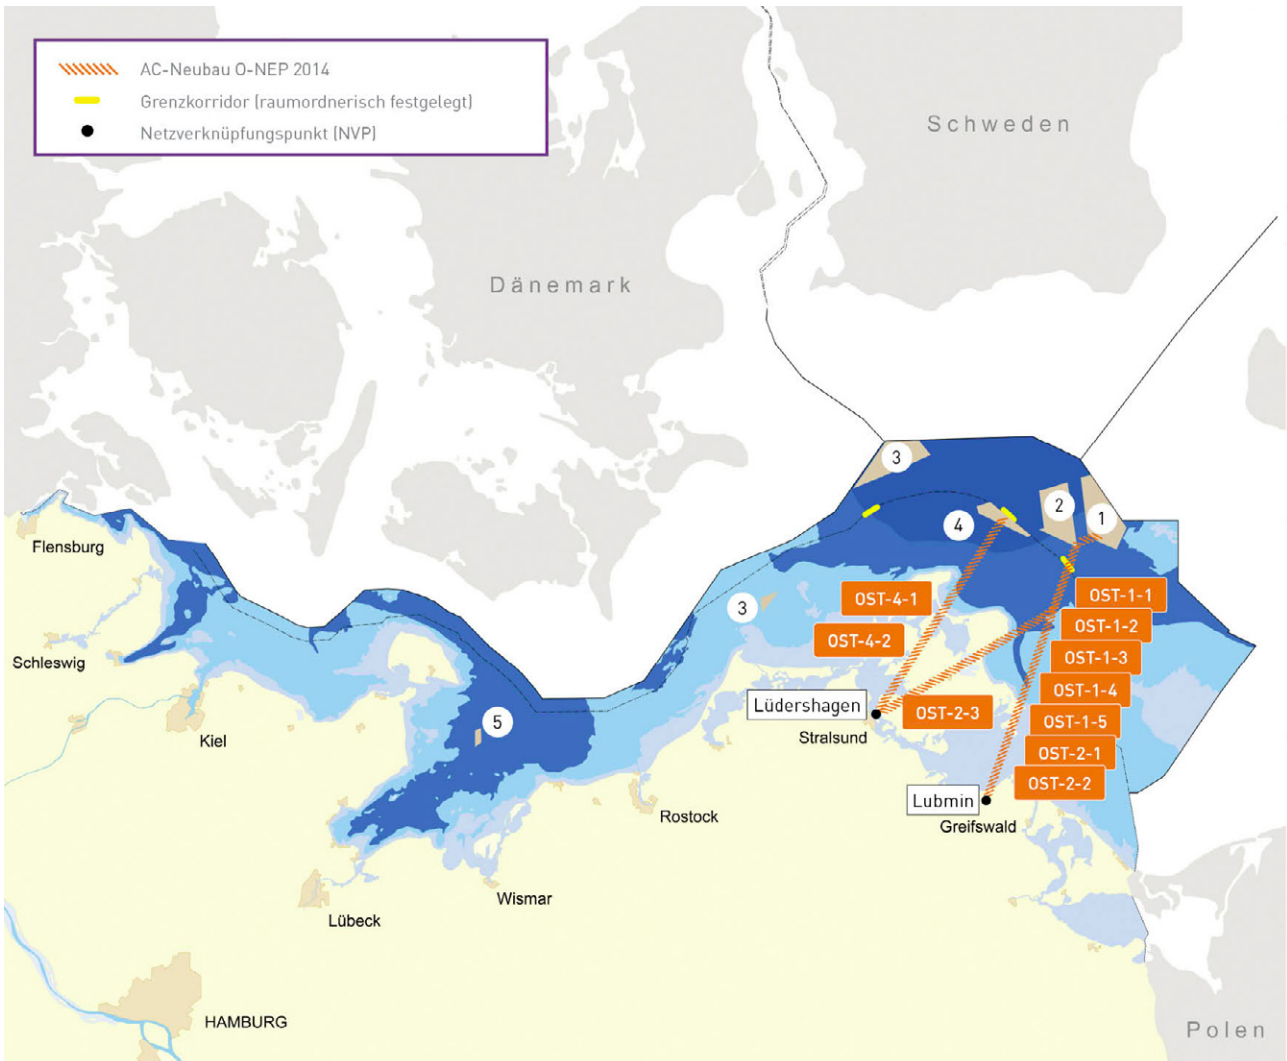 AC-Neubau O-NEP 2014
Grenzkorridor (raumordnerisch festgelegt)
Netzverknüpfungspunkt (NVP)
Schweden
Dänemark
3
2
1
4
Flensburg
OST-4-1
OST-1-1
3
OST-1-2
OST-4-2
OST-1-3
Schleswig
OST-1-4
Lüdershagen
OST-2-3
5
OST-1-5
Kiel
Stralsund
OST-2-1
OST-2-2
Lubmin
Rostock
Greifswald
Wismar
Lübeck
HAMBURG
Polen